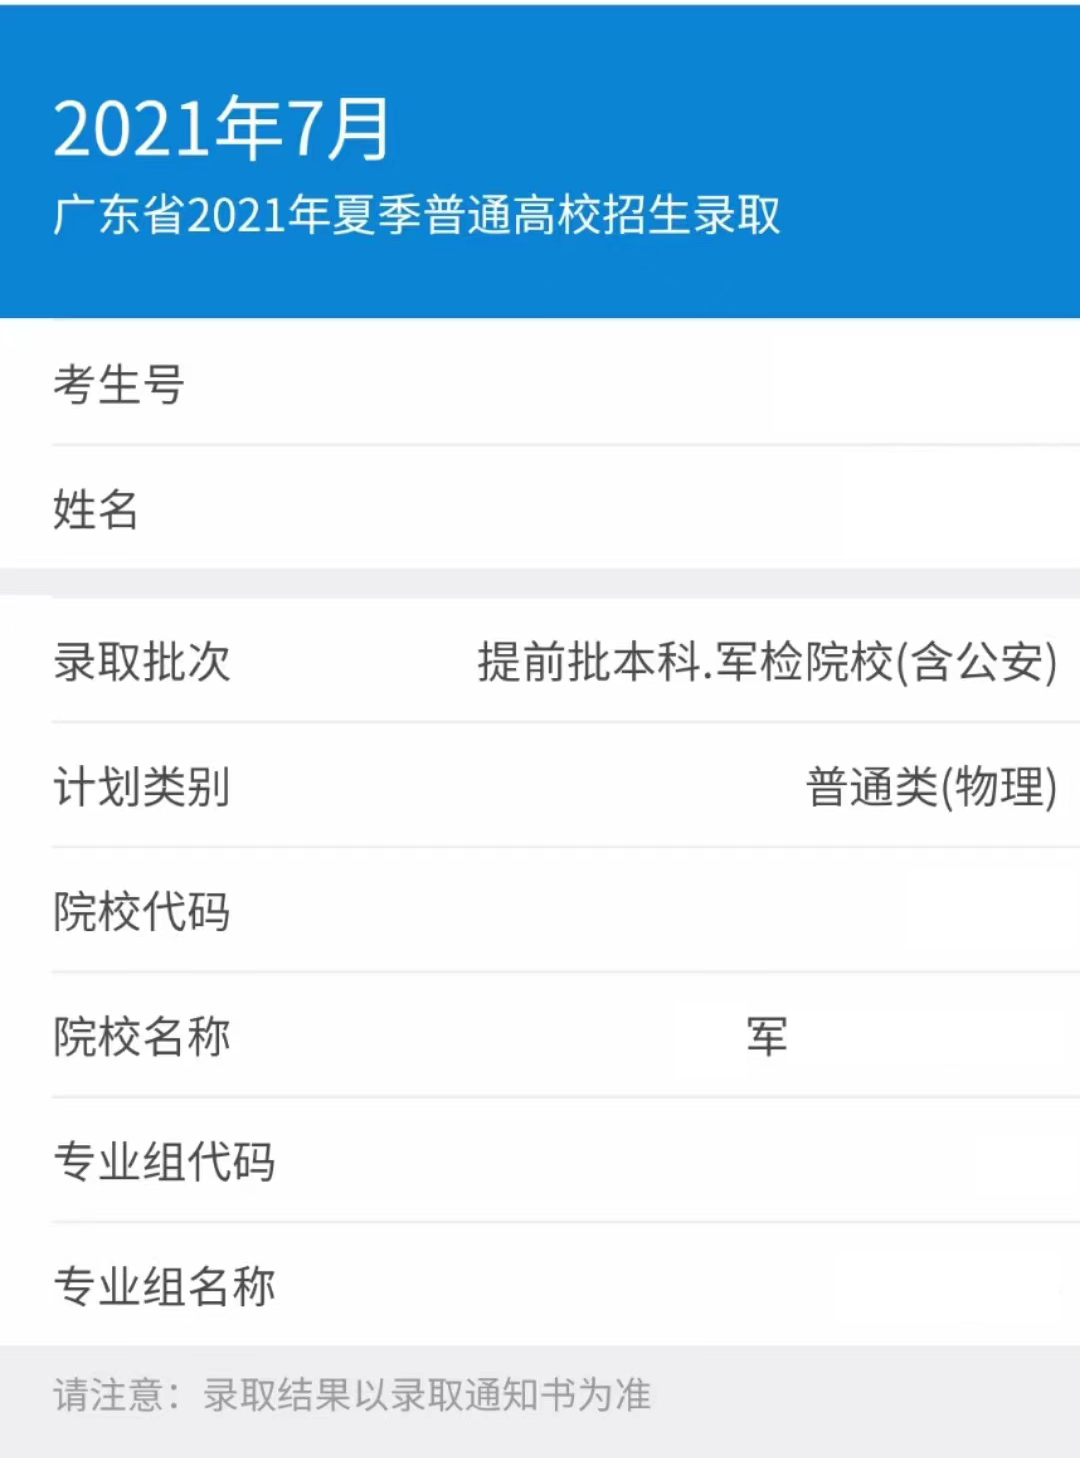 2021年7月
广东省2021年夏季普通高校招生录取
考生号
姓名
录取批次 提前批本科.军检院校(含公安)
计划类别 普通类(物理)
院校代码
院校名称 军
专业组代码
专业组名称
请注意：录取结果以录取通知书为准